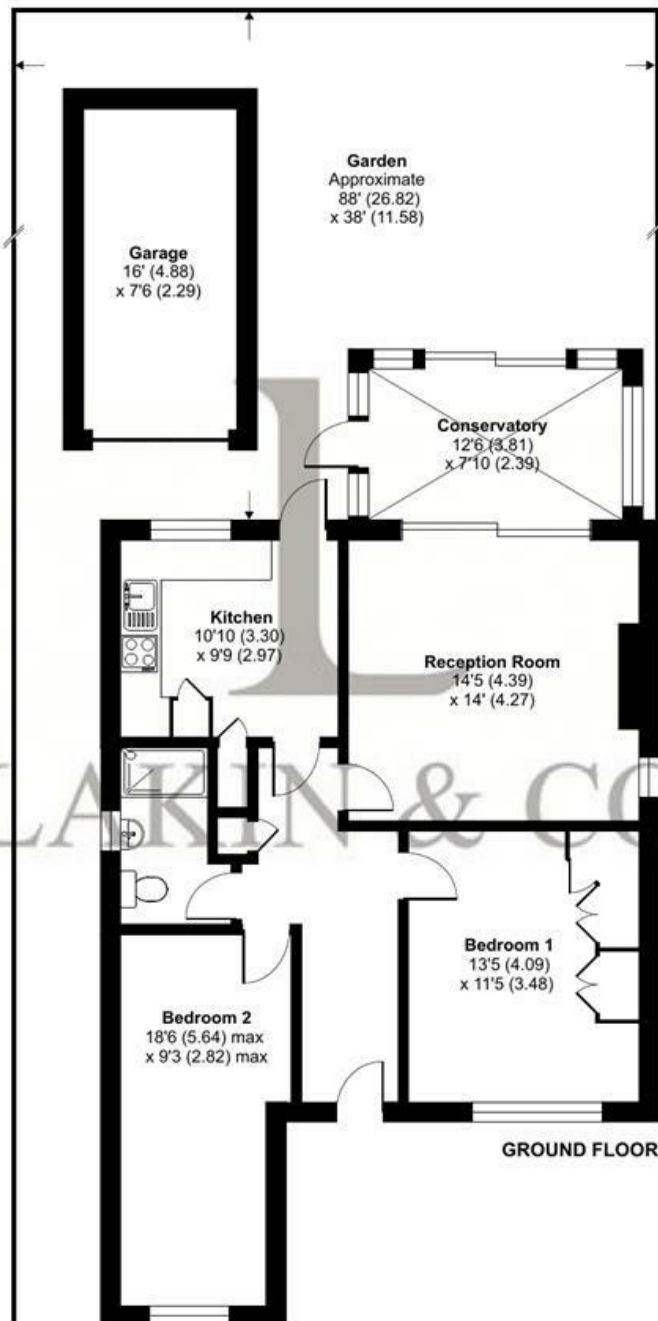 Garden
Approximate
88' (26.82)
x 38' (11.58)
Garage
16' (4.88)
x 7'6 (2.29)
Conservatory
12'6 (3.81)
x 7'10 (2.39)
Kitchen
10'10 (3.30)
x 9'9 (2.97)
Reception Room
14'5 (4.39)
x 14' (4.27)
L
LAKIN & CO
Bedroom 1
13'5 (4.09)
x 11'5 (3.48)
Bedroom 2
18'6 (5.64) max
x 9'3 (2.82) max
GROUND FLOOR